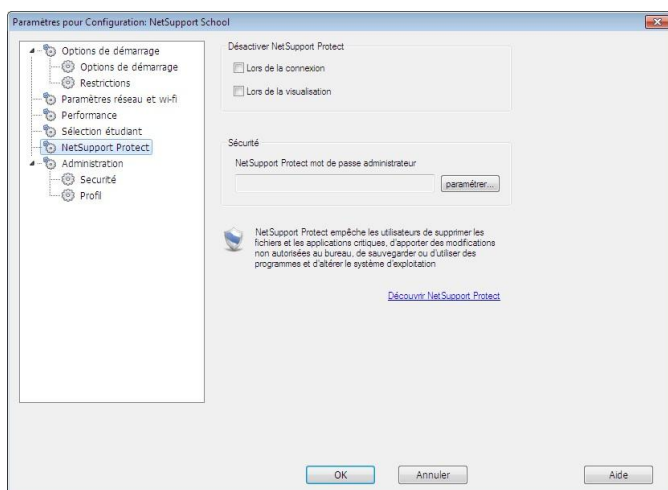 Paramètres pour Configuration: NetSupport School
Options de démarrage
Options de démarrage
Restrictions
Paramètres réseau et wi-fi
Performance
Sélection étudiant
NetSupport Protect
Administration
Securité
Profil
Désactiver NetSupport Protect
Lors de la connexion
Lors de la visualisation
Sécurité
NetSupport Protect mot de passe administrateur
paramétrer...
NetSupport Protect empêche les utilisateurs de supprimer les
fichiers et les applications critiques, d'apporter des modifications
non autorisées au bureau, de sauvegarder ou d'utiliser des
programmes et d'altérer le système d'exploitation
Découvrir NetSupport Protect
OK
Annuler
Aide